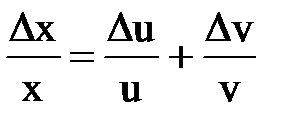 Δx/x = Δu/u + Δv/v